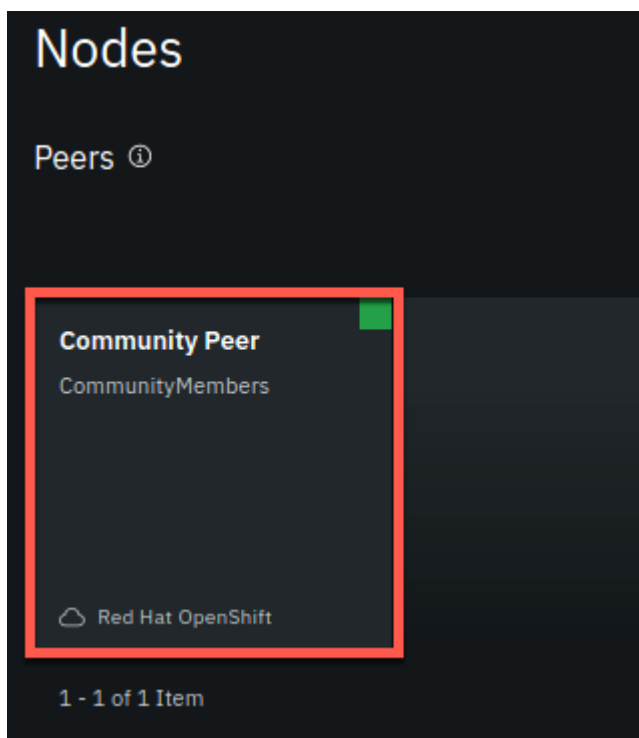 Nodes
Peers
Community Peer
CommunityMembers
Red Hat OpenShift
1 - 1 of 1 Item